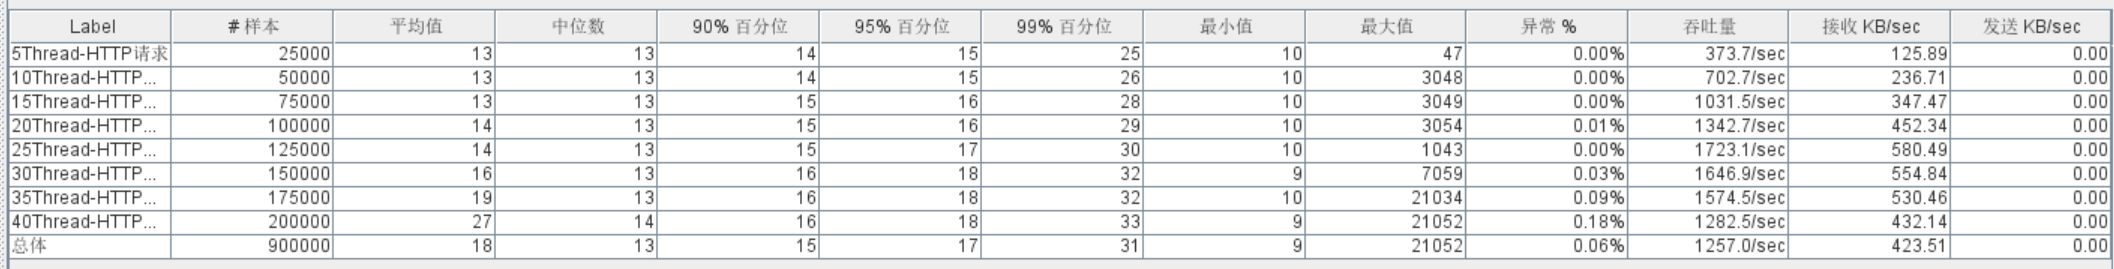 Label # 样本 平均值 中位数 90% 百分位 95% 百分位 99% 百分位 最小值 最大值 异常 % 吞吐量 接收 KB/sec 发送 KB/sec
5Thread-HTTP请求 25000 13 13 14 15 25 10 47 0.00% 373.7/sec 125.89 0.00
10Thread-HTTP... 50000 13 13 14 15 26 10 3048 0.00% 702.7/sec 236.71 0.00
15Thread-HTTP... 75000 13 13 15 16 28 10 3049 0.00% 1031.5/sec 347.47 0.00
20Thread-HTTP... 100000 14 13 15 16 29 10 3054 0.01% 1342.7/sec 452.34 0.00
25Thread-HTTP... 125000 14 13 15 17 30 10 1043 0.00% 1723.1/sec 580.49 0.00
30Thread-HTTP... 150000 16 13 16 18 32 9 7059 0.03% 1646.9/sec 554.84 0.00
35Thread-HTTP... 175000 19 13 16 18 32 10 21034 0.09% 1574.5/sec 530.46 0.00
40Thread-HTTP... 200000 27 14 16 18 33 9 21052 0.18% 1282.5/sec 432.14 0.00
总体 900000 18 13 15 17 31 9 21052 0.06% 1257.0/sec 423.51 0.00